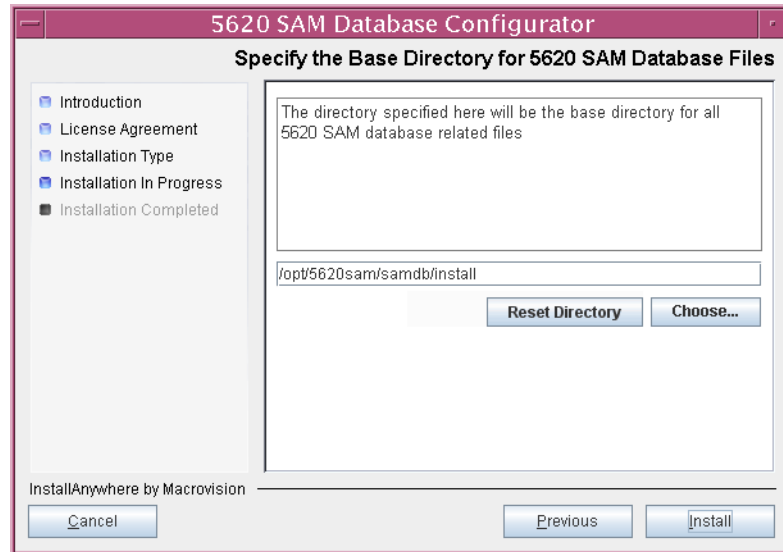 5620 SAM Database Configurator
Specify the Base Directory for 5620 SAM Database Files
Introduction
License Agreement
Installation Type
Installation In Progress
Installation Completed
The directory specified here will be the base directory for all
5620 SAM database related files
/opt/5620sam/samdb/install
Reset Directory
Choose...
InstallAnywhere by Macrovision
Cancel
Previous
Install